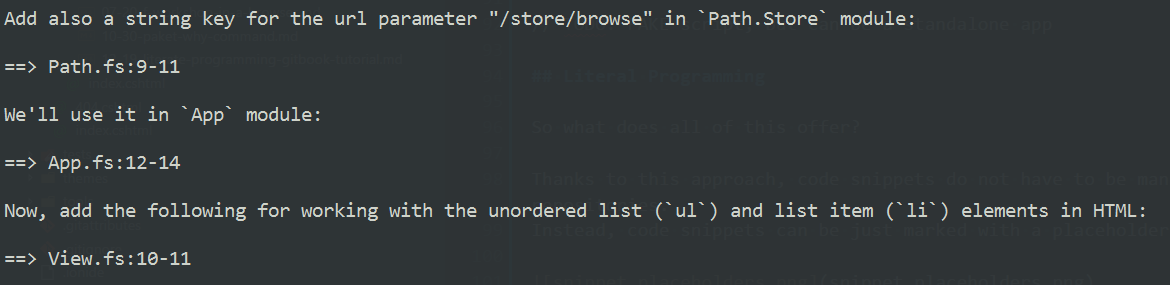 Add also a string key for the url parameter "/store/browse" in `Path.Store` module:
==> Path.fs:9-11
We'll use it in `App` module:
==> App.fs:12-14
Now, add the following for working with the unordered list (`ul`) and list item (`li`) elements in HTML:
==> View.fs:10-11